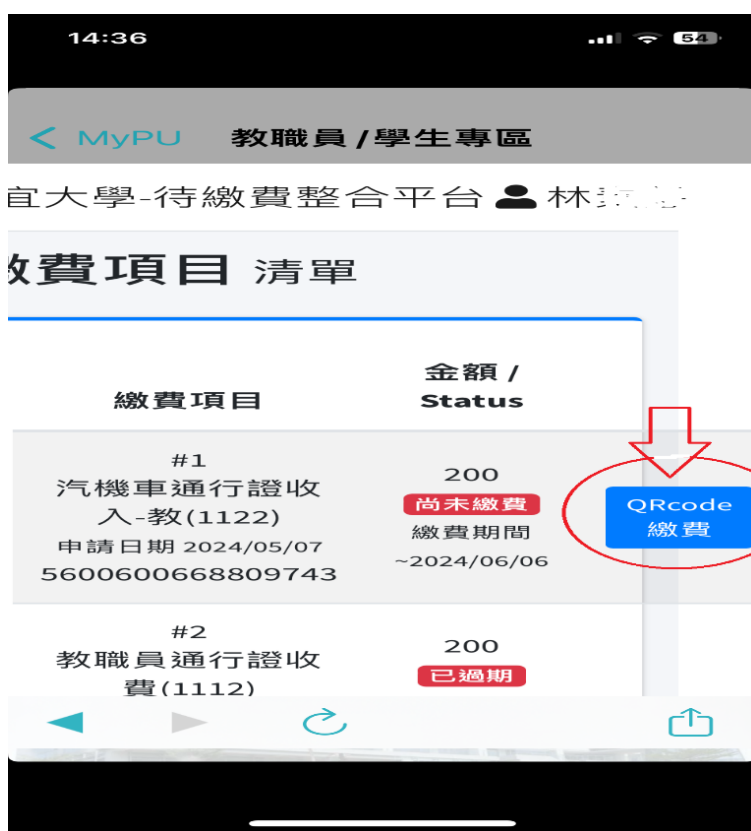 14:36
54
MyPU 教職員/學生專區
宜大學-待繳費整合平台 林
費項目 清單
繳費項目
金額 /
Status
#1
汽機車通行證收
入-教(1122)
申請日期 2024/05/07
5600600668809743
200
尚未繳費
繳費期間
~2024/06/06
QRcode
繳費
#2
教職員通行證收
費(1112)
200
已過期